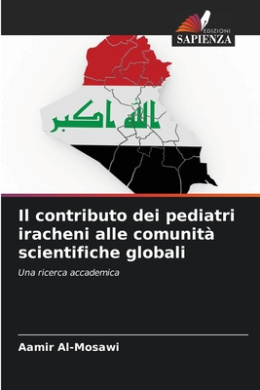 EDIZIONI
SAPIENZA
الله اكبر
Il contributo dei pediatri
iracheni alle comunità
scientifiche globali
Una ricerca accademica
Aamir Al-Mosawi